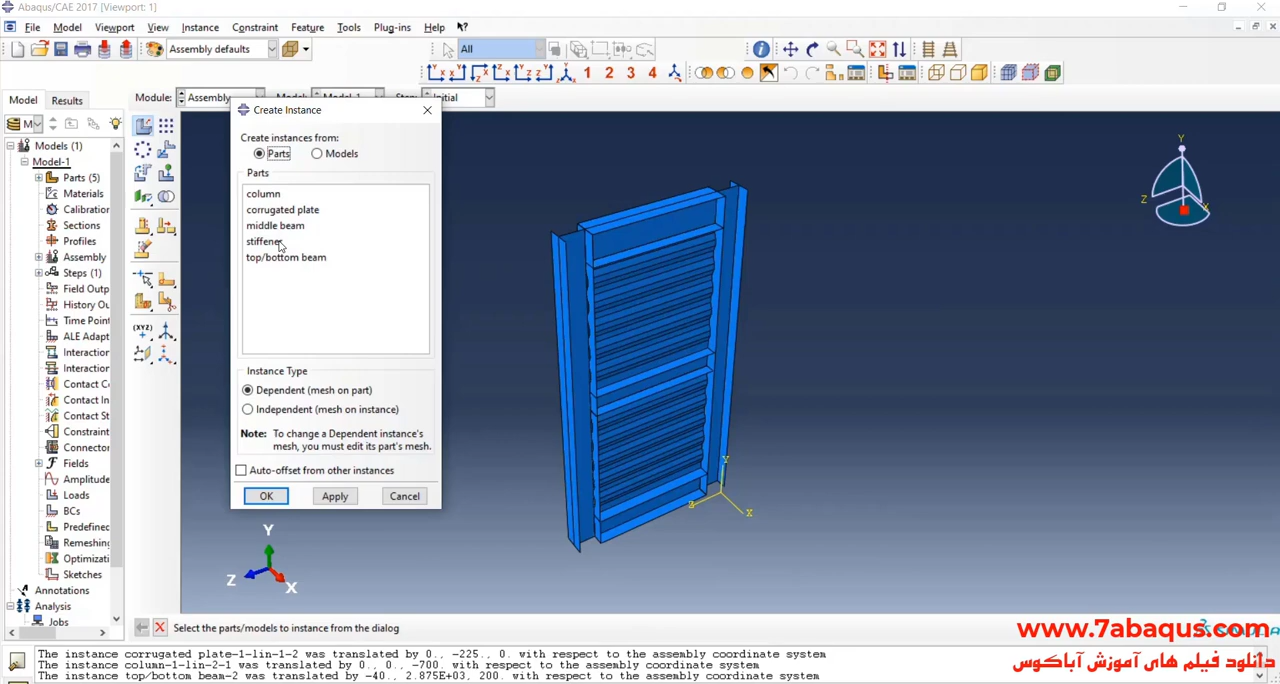 Abaqus/CAE 2017 [Viewport: 1]
File Model Viewport View Instance Constraint Feature Tools Plug-ins Help
Assembly defaults All
1 2 3 4
Model Results Module: Assembly Model: Model-1 Step: Initial
Create Instance
Create instances from:
Parts Models
Parts
column
corrugated plate
middle beam
stiffener
top/bottom beam
Instance Type
Dependent (mesh on part)
Independent (mesh on instance)
Note: To change a Dependent instance's
mesh, you must edit its part's mesh.
Auto-offset from other instances
OK Apply Cancel
Models (1)
Model-1
Parts (5)
Materials
Calibration
Sections
Profiles
Assembly
Steps (1)
Field Outp
History Ou
Time Point
ALE Adapt
Interaction
Interaction
Contact Co
Contact In
Contact St
Constraint
Connector
Fields
Amplitude
Loads
BCs
Predefined
Remeshing
Optimizati
Sketches
Annotations
Analysis
Jobs
(XYZ)
Y
Z
X
Y
Z
X
Y
Z
X
Select the parts/models to instance from the dialog
www.7abaqus.com
دانلود فیلم های آموزش آباکوس
The instance corrugated plate-1-lin-1-2 was translated by 0., -225., 0. with respect to the assembly coordinate system
The instance column-1-lin-2-1 was translated by 0., 0., -700. with respect to the assembly coordinate system
The instance top/bottom beam-2 was translated by -40., 2.875E+03, 200. with respect to the assembly coordinate system